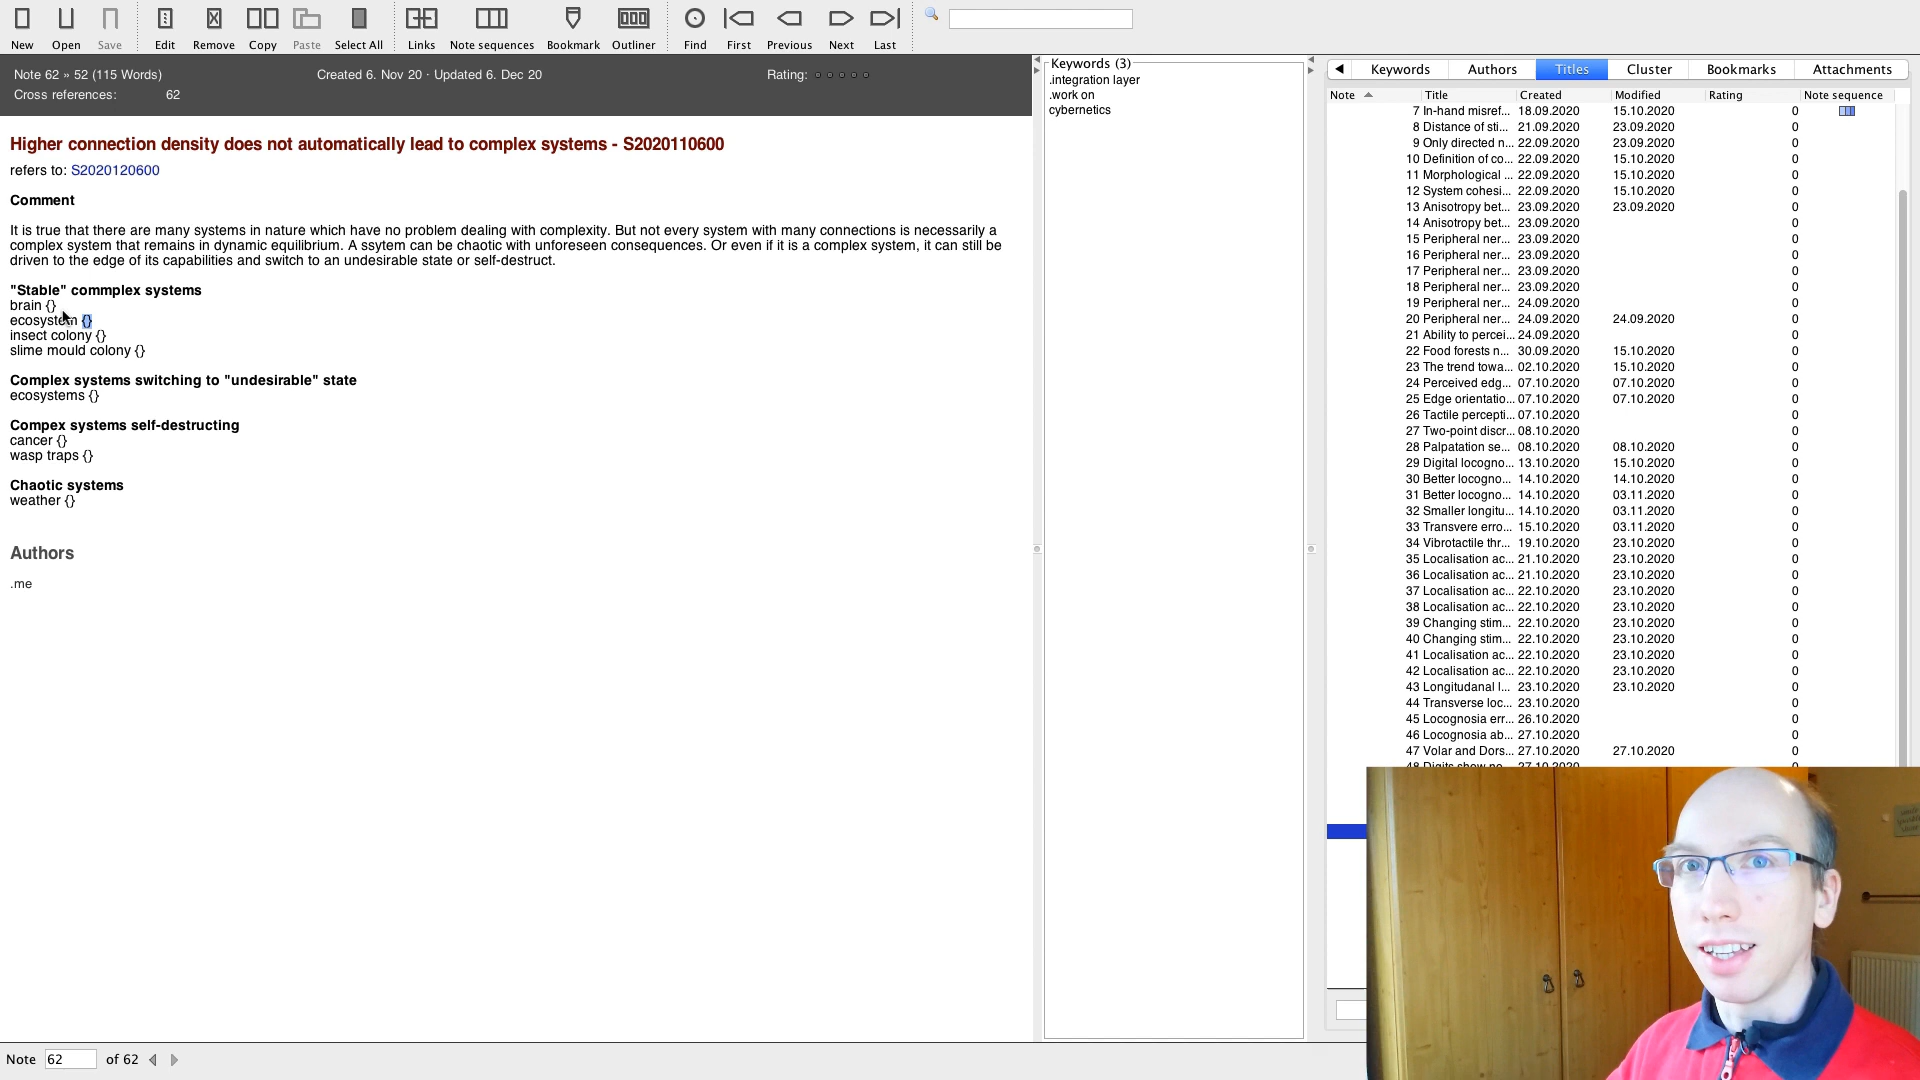 New Open Save Edit Remove Copy Paste Select All Links Note sequences Bookmark Outliner Find First Previous Next Last
Note 62 » 52 (115 Words) Created 6. Nov 20 · Updated 6. Dec 20 Rating:
Cross references: 62
Higher connection density does not automatically lead to complex systems - S2020110600
refers to: S2020120600
Comment
It is true that there are many systems in nature which have no problem dealing with complexity. But not every system with many connections is necessarily a
complex system that remains in dynamic equilibrium. A ssytem can be chaotic with unforeseen consequences. Or even if it is a complex system, it can still be
driven to the edge of its capabilities and switch to an undesirable state or self-destruct.
"Stable" commplex systems
brain {}
ecosystem {}
insect colony {}
slime mould colony {}
Complex systems switching to "undesirable" state
ecosystems {}
Compex systems self-destructing
cancer {}
wasp traps {}
Chaotic systems
weather {}
Authors
.me
Keywords (3)
.integration layer
.work on
cybernetics
Keywords Authors Titles Cluster Bookmarks Attachments
Note Title Created Modified Rating Note sequence
7 In-hand misref... 18.09.2020 15.10.2020 0
8 Distance of sti... 21.09.2020 23.09.2020 0
9 Only directed n... 22.09.2020 23.09.2020 0
10 Definition of co... 22.09.2020 15.10.2020 0
11 Morphological ... 22.09.2020 15.10.2020 0
12 System cohesi... 22.09.2020 15.10.2020 0
13 Anisotropy bet... 23.09.2020 23.09.2020 0
14 Anisotropy bet... 23.09.2020 0
15 Peripheral ner... 23.09.2020 0
16 Peripheral ner... 23.09.2020 0
17 Peripheral ner... 23.09.2020 0
18 Peripheral ner... 23.09.2020 0
19 Peripheral ner... 24.09.2020 0
20 Peripheral ner... 24.09.2020 24.09.2020 0
21 Ability to percei... 24.09.2020 0
22 Food forests n... 30.09.2020 15.10.2020 0
23 The trend towa... 02.10.2020 15.10.2020 0
24 Perceived edg... 07.10.2020 07.10.2020 0
25 Edge orientatio... 07.10.2020 07.10.2020 0
26 Tactile percepti... 07.10.2020 0
27 Two-point discr... 08.10.2020 0
28 Palpatation se... 08.10.2020 08.10.2020 0
29 Digital locogno... 13.10.2020 15.10.2020 0
30 Better locogno... 14.10.2020 14.10.2020 0
31 Better locogno... 14.10.2020 03.11.2020 0
32 Smaller longitu... 14.10.2020 03.11.2020 0
33 Transvere erro... 15.10.2020 03.11.2020 0
34 Vibrotactile thr... 19.10.2020 23.10.2020 0
35 Localisation ac... 21.10.2020 23.10.2020 0
36 Localisation ac... 21.10.2020 23.10.2020 0
37 Localisation ac... 22.10.2020 23.10.2020 0
38 Localisation ac... 22.10.2020 23.10.2020 0
39 Changing stim... 22.10.2020 23.10.2020 0
40 Changing stim... 22.10.2020 23.10.2020 0
41 Localisation ac... 22.10.2020 23.10.2020 0
42 Localisation ac... 22.10.2020 23.10.2020 0
43 Longitudanal l... 23.10.2020 23.10.2020 0
44 Transverse loc... 23.10.2020 0
45 Locognosia err... 26.10.2020 0
46 Locognosia ab... 27.10.2020 0
47 Volar and Dors... 27.10.2020 27.10.2020 0
Note 62 of 62